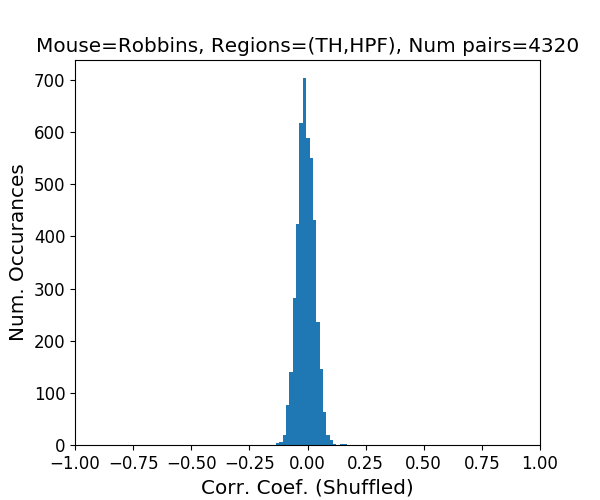 Mouse=Robbins, Regions=(TH,HPF), Num pairs=4320
700
600
500
400
300
200
100
0
Num. Occurances
−1.00 −0.75 −0.50 −0.25 0.00 0.25 0.50 0.75 1.00
Corr. Coef. (Shuffled)